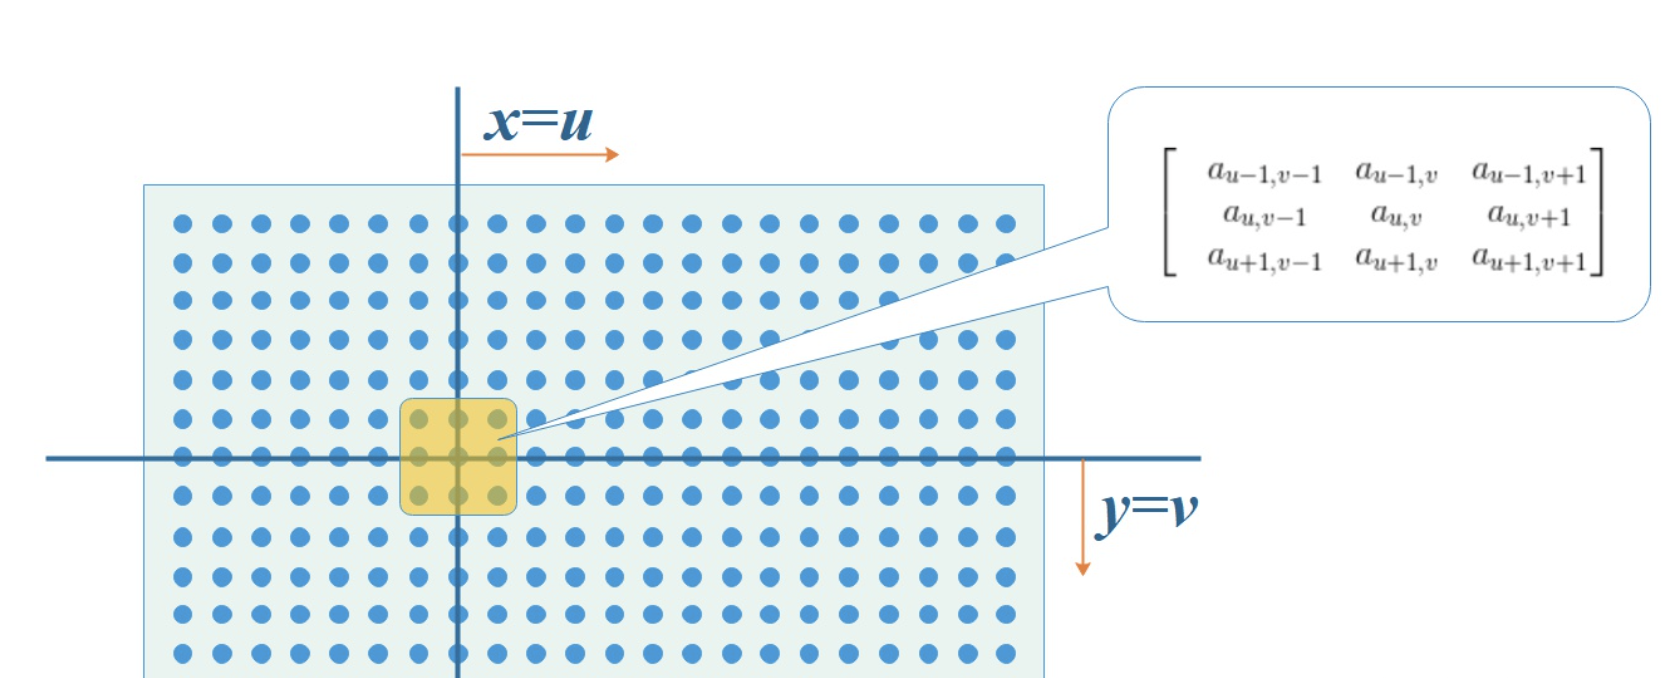 x=u
a_{u-1,v-1} a_{u-1,v} a_{u-1,v+1}
a_{u,v-1} a_{u,v} a_{u,v+1}
a_{u+1,v-1} a_{u+1,v} a_{u+1,v+1}
y=v